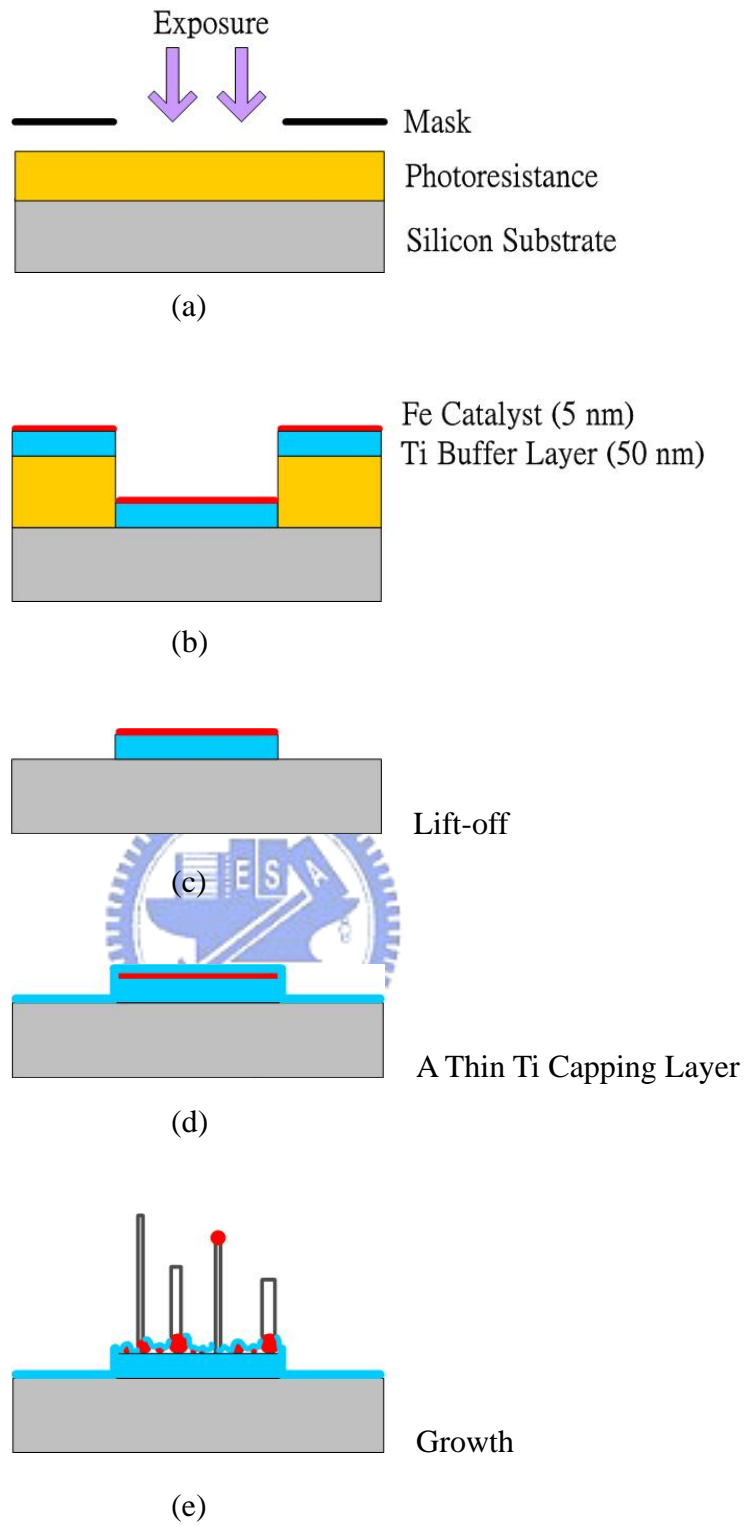 Exposure
Mask
Photoresistance
Silicon Substrate
(a)
Fe Catalyst (5 nm)
Ti Buffer Layer (50 nm)
(b)
Lift-off
E S A
(c)
A Thin Ti Capping Layer
(d)
Growth
(e)